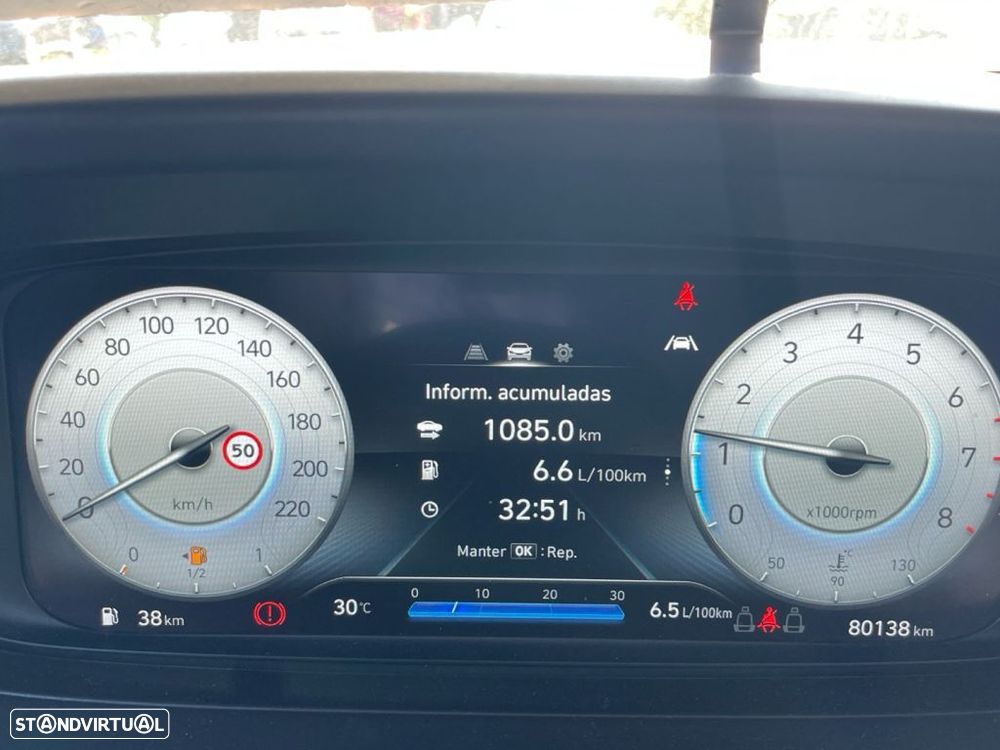 100 120
80 140
60 160
40 180
20 200
0 220
50
km/h
0 1/2 1
38 km
30°C
Inform. acumuladas
1085.0 km
6.6 L/100km
32:51 h
Manter OK : Rep.
0 10 20 30
6.5 L/100km
4
3 5
2 6
1 7
0 8
x1000rpm
°C
50 90 130
80138 km
STANDVIRTUAL